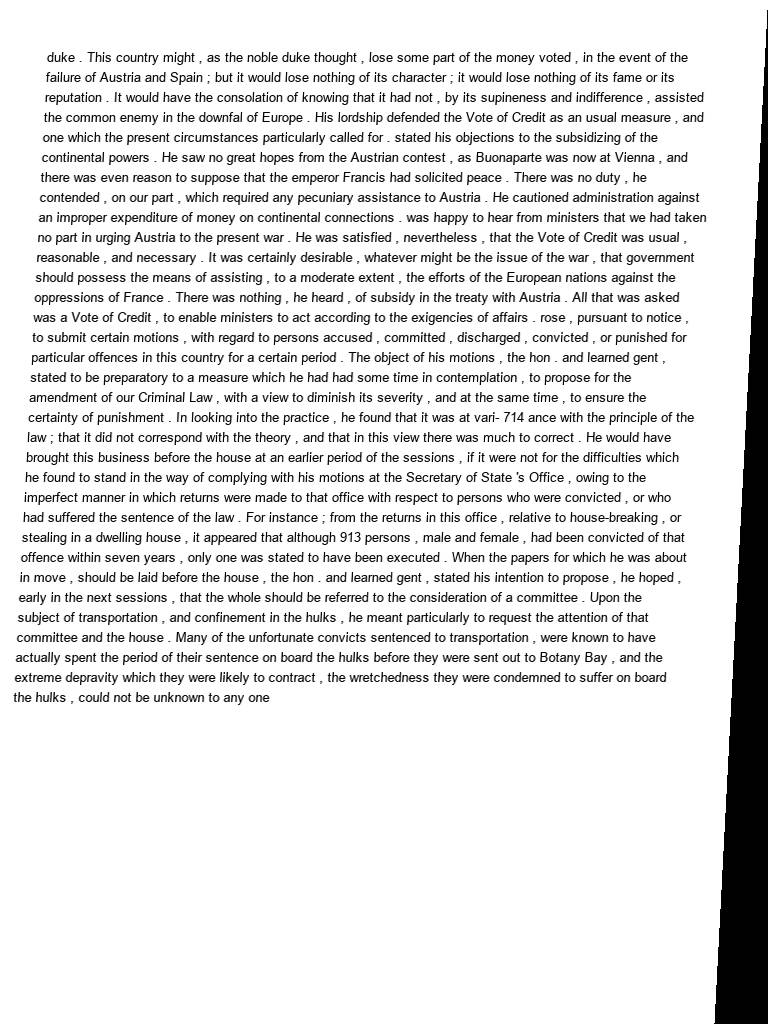 duke . This country might , as the noble duke thought , lose some part of the money voted , in the event of the
failure of Austria and Spain ; but it would lose nothing of its character ; it would lose nothing of its fame or its
reputation . It would have the consolation of knowing that it had not , by its supineness and indifference , assisted
the common enemy in the downfal of Europe . His lordship defended the Vote of Credit as an usual measure , and
one which the present circumstances particularly called for . stated his objections to the subsidizing of the
continental powers . He saw no great hopes from the Austrian contest , as Buonaparte was now at Vienna , and
there was even reason to suppose that the emperor Francis had solicited peace . There was no duty , he
contended , on our part , which required any pecuniary assistance to Austria . He cautioned administration against
an improper expenditure of money on continental connections . was happy to hear from ministers that we had taken
no part in urging Austria to the present war . He was satisfied , nevertheless , that the Vote of Credit was usual ,
reasonable , and necessary . It was certainly desirable , whatever might be the issue of the war , that government
should possess the means of assisting , to a moderate extent , the efforts of the European nations against the
oppressions of France . There was nothing , he heard , of subsidy in the treaty with Austria . All that was asked
was a Vote of Credit , to enable ministers to act according to the exigencies of affairs . rose , pursuant to notice ,
to submit certain motions , with regard to persons accused , committed , discharged , convicted , or punished for
particular offences in this country for a certain period . The object of his motions , the hon . and learned gent ,
stated to be preparatory to a measure which he had had some time in contemplation , to propose for the
amendment of our Criminal Law , with a view to diminish its severity , and at the same time , to ensure the
certainty of punishment . In looking into the practice , he found that it was at vari- 714 ance with the principle of the
law ; that it did not correspond with the theory , and that in this view there was much to correct . He would have
brought this business before the house at an earlier period of the sessions , if it were not for the difficulties which
he found to stand in the way of complying with his motions at the Secretary of State 's Office , owing to the
imperfect manner in which returns were made to that office with respect to persons who were convicted , or who
had suffered the sentence of the law . For instance ; from the returns in this office , relative to house-breaking , or
stealing in a dwelling house , it appeared that although 913 persons , male and female , had been convicted of that
offence within seven years , only one was stated to have been executed . When the papers for which he was about
in move , should be laid before the house , the hon . and learned gent , stated his intention to propose , he hoped ,
early in the next sessions , that the whole should be referred to the consideration of a committee . Upon the
subject of transportation , and confinement in the hulks , he meant particularly to request the attention of that
committee and the house . Many of the unfortunate convicts sentenced to transportation , were known to have
actually spent the period of their sentence on board the hulks before they were sent out to Botany Bay , and the
extreme depravity which they were likely to contract , the wretchedness they were condemned to suffer on board
the hulks , could not be unknown to any one